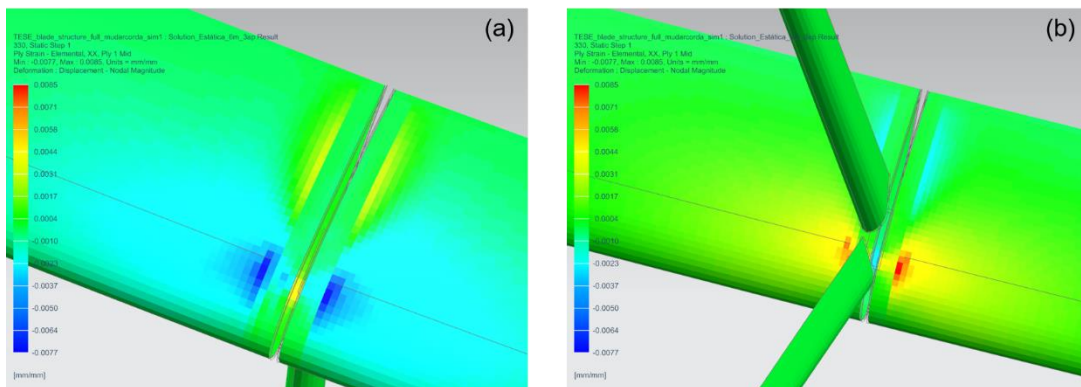 (a)
TESE_blade_structure_full_mudarcorda_sim1 : Solution_Estática_6m_3ap Result
330, Static Step 1
Ply Strain - Elemental, XX, Ply 1 Mid
Min : -0.0077, Max : 0.0085, Units = mm/mm
Deformation : Displacement - Nodal Magnitude
0.0085
0.0071
0.0058
0.0044
0.0031
0.0017
0.0004
-0.0010
-0.0023
-0.0037
-0.0050
-0.0064
-0.0077
[mm/mm]
(b)
TESE_blade_structure_full_mudarcorda_sim1 : Solution_Estática Result
330, Static Step 1
Ply Strain - Elemental, XX, Ply 1 Mid
Min : -0.0077, Max : 0.0085, Units = mm/mm
Deformation : Displacement - Nodal Magnitude
0.0085
0.0071
0.0058
0.0044
0.0031
0.0017
0.0004
-0.0010
-0.0023
-0.0037
-0.0050
-0.0064
-0.0077
[mm/mm]